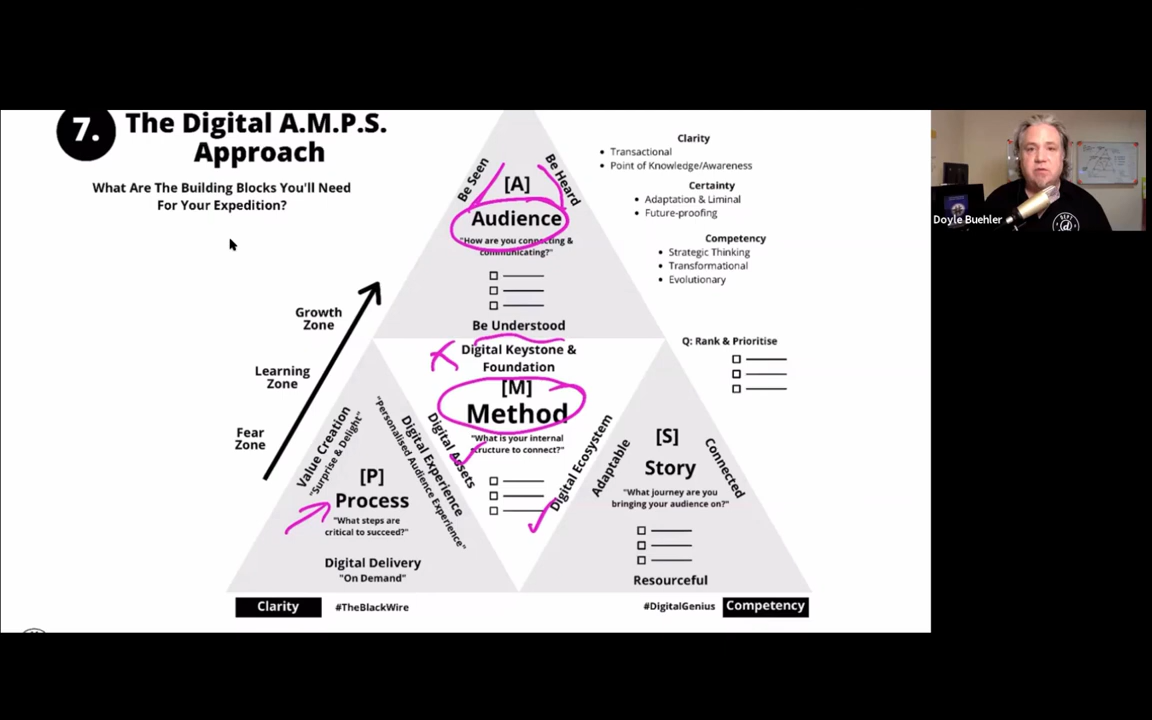 7.
The Digital A.M.P.S.
Approach
What Are The Building Blocks You'll Need
For Your Expedition?
Growth
Zone
Learning
Zone
Fear
Zone
Be Seen
Be Heard
[A]
Audience
"How are you connecting &
communicating?"
Be Understood
Digital Keystone &
Foundation
[M]
Method
"What is your internal
structure to connect?"
Digital Assets
Digital Ecosystem
Value Creation
"Surprise & Delight"
Digital Experience
"Personalised Audience Experience"
[P]
Process
"What steps are
critical to succeed?"
Digital Delivery
"On Demand"
Adaptable
Connected
[S]
Story
"What journey are you
bringing your audience on?"
Resourceful
Clarity
Transactional
Point of Knowledge/Awareness
Certainty
Adaptation & Liminal
Future-proofing
Competency
Strategic Thinking
Transformational
Evolutionary
Q: Rank & Prioritise
Clarity
#TheBlackWire
#DigitalGenius
Competency
Doyle Buehler